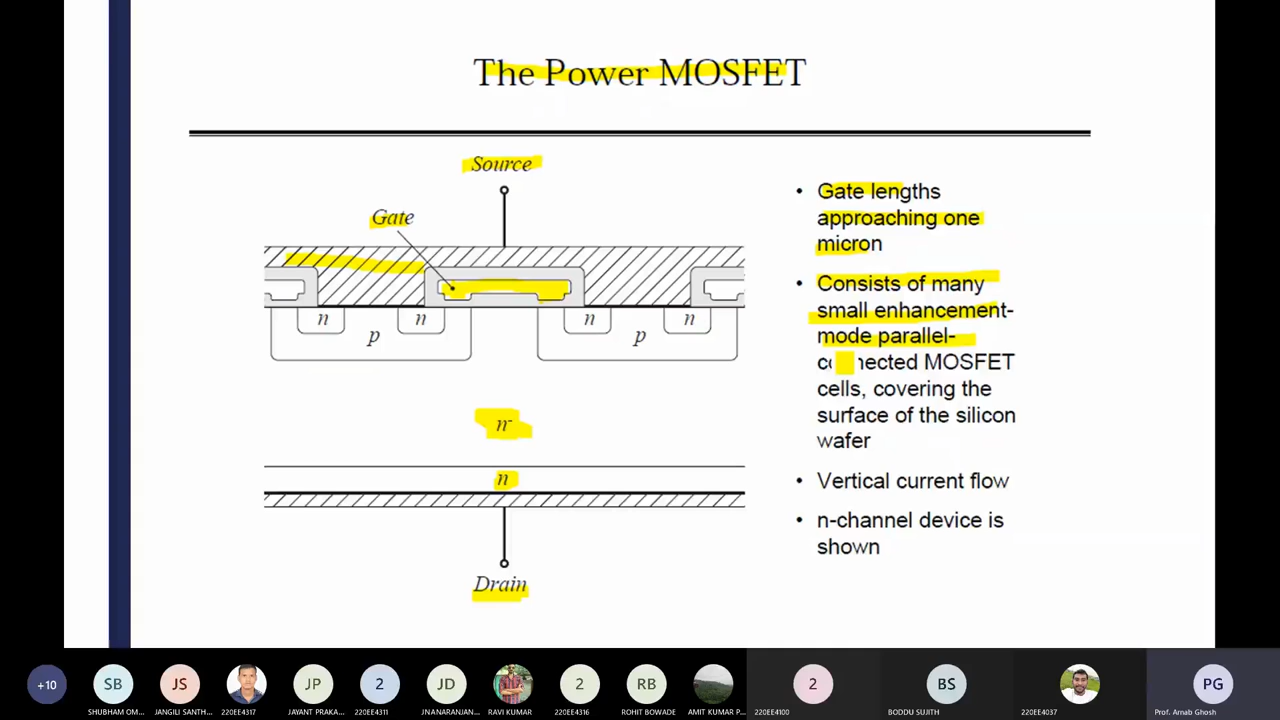 The Power MOSFET
Source
Gate
n
n
n
n
p
p
n-
n
Drain
• Gate lengths
approaching one
micron
• Consists of many
small enhancement-
mode parallel-
MOSFET
cells, covering the
surface of the silicon
wafer
• Vertical current flow
• n-channel device is
shown
+10
SB
JS
JP
2
JD
2
RB
2
BS
PG
SHUBHAM OM...
JANGILI SANTH...
220EE4317
JAYANT PRAKA...
220EE4311
JNANARANJAN...
RAVI KUMAR
220EE4316
ROHIT BOWADE
AMIT KUMAR P...
220EE4100
BODDU SUJITH
220EE4037
Prof. Arnab Ghosh